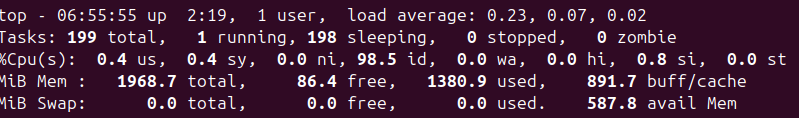 top - 06:55:55 up  2:19,  1 user,  load average: 0.23, 0.07, 0.02
Tasks: 199 total,   1 running, 198 sleeping,   0 stopped,   0 zombie
%Cpu(s):  0.4 us,  0.4 sy,  0.0 ni, 98.5 id,  0.0 wa,  0.0 hi,  0.8 si,  0.0 st
MiB Mem :   1968.7 total,     86.4 free,   1380.9 used,    891.7 buff/cache
MiB Swap:      0.0 total,      0.0 free,      0.0 used.    587.8 avail Mem